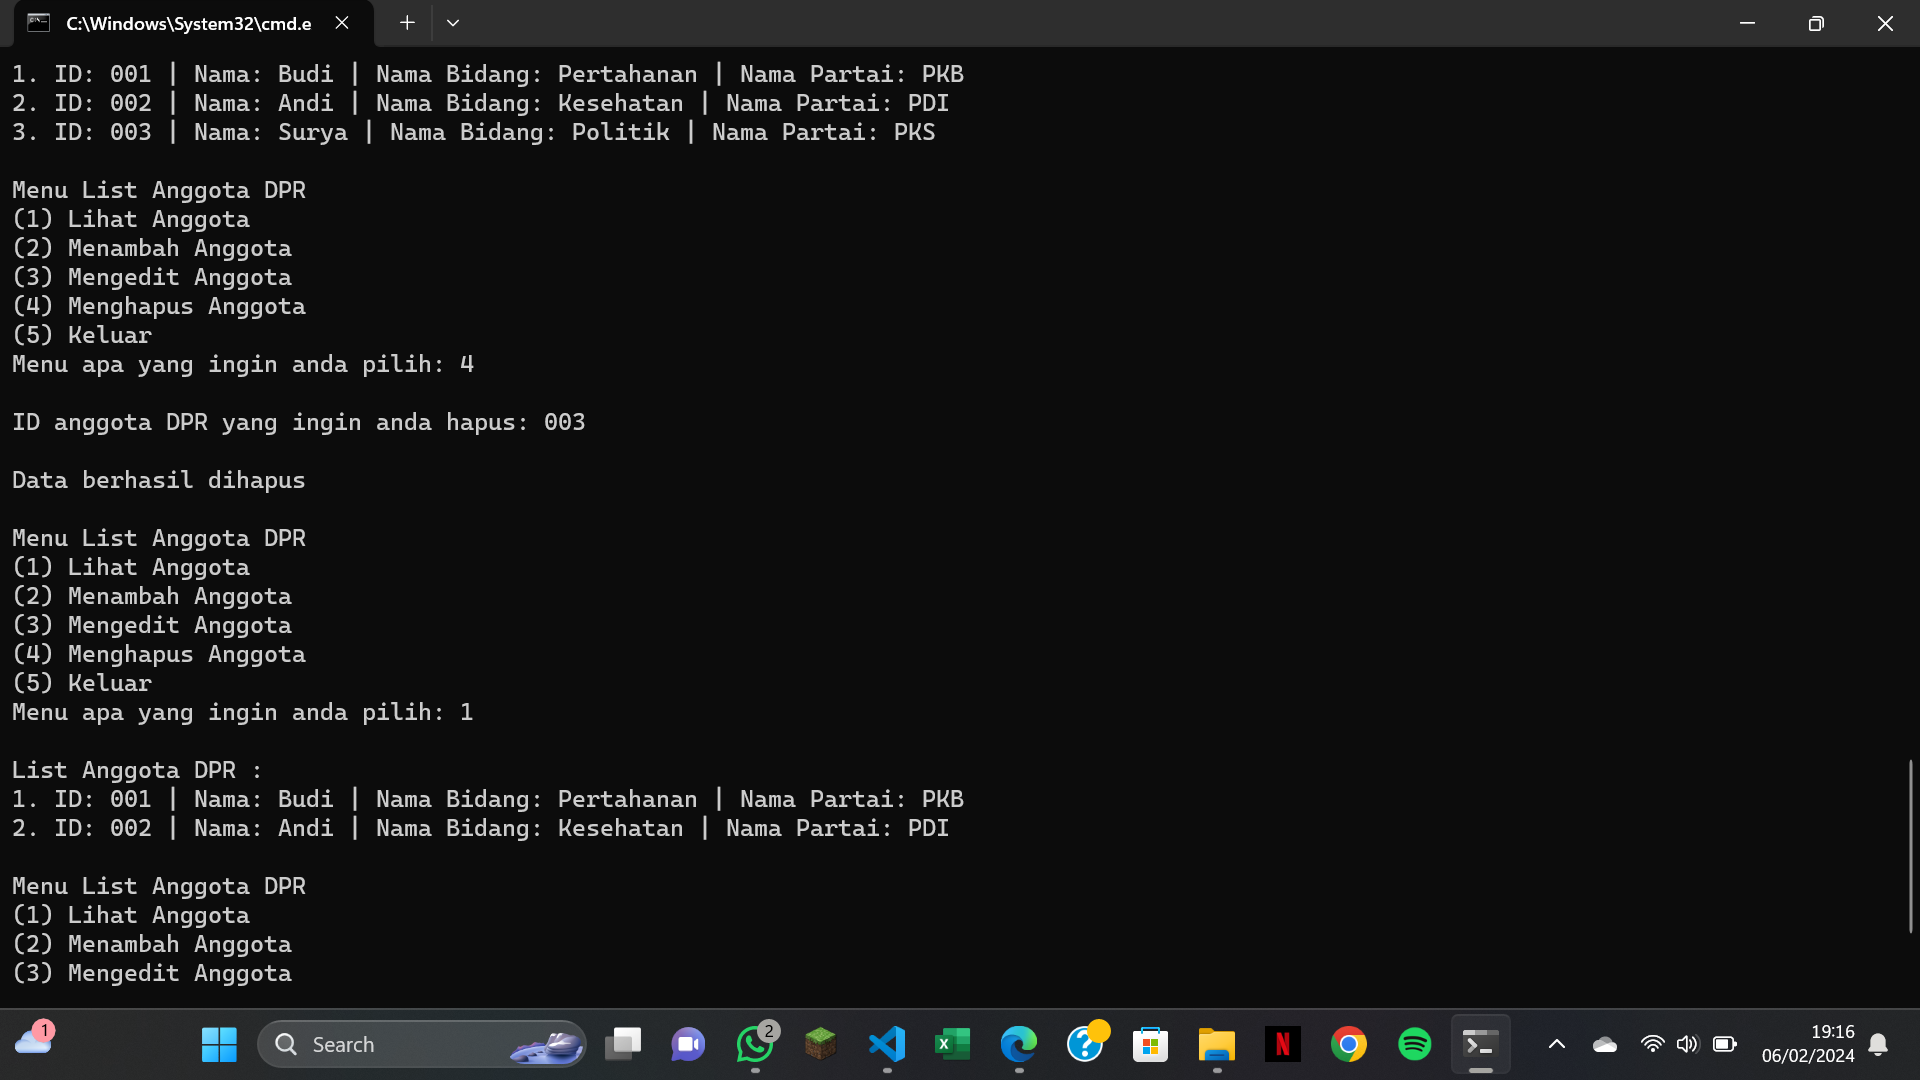 C:\Windows\System32\cmd.e
1. ID: 001 | Nama: Budi | Nama Bidang: Pertahanan | Nama Partai: PKB
2. ID: 002 | Nama: Andi | Nama Bidang: Kesehatan | Nama Partai: PDI
3. ID: 003 | Nama: Surya | Nama Bidang: Politik | Nama Partai: PKS
Menu List Anggota DPR
(1) Lihat Anggota
(2) Menambah Anggota
(3) Mengedit Anggota
(4) Menghapus Anggota
(5) Keluar
Menu apa yang ingin anda pilih: 4
ID anggota DPR yang ingin anda hapus: 003
Data berhasil dihapus
Menu List Anggota DPR
(1) Lihat Anggota
(2) Menambah Anggota
(3) Mengedit Anggota
(4) Menghapus Anggota
(5) Keluar
Menu apa yang ingin anda pilih: 1
List Anggota DPR :
1. ID: 001 | Nama: Budi | Nama Bidang: Pertahanan | Nama Partai: PKB
2. ID: 002 | Nama: Andi | Nama Bidang: Kesehatan | Nama Partai: PDI
Menu List Anggota DPR
(1) Lihat Anggota
(2) Menambah Anggota
(3) Mengedit Anggota
1
Search
2
19:16
06/02/2024